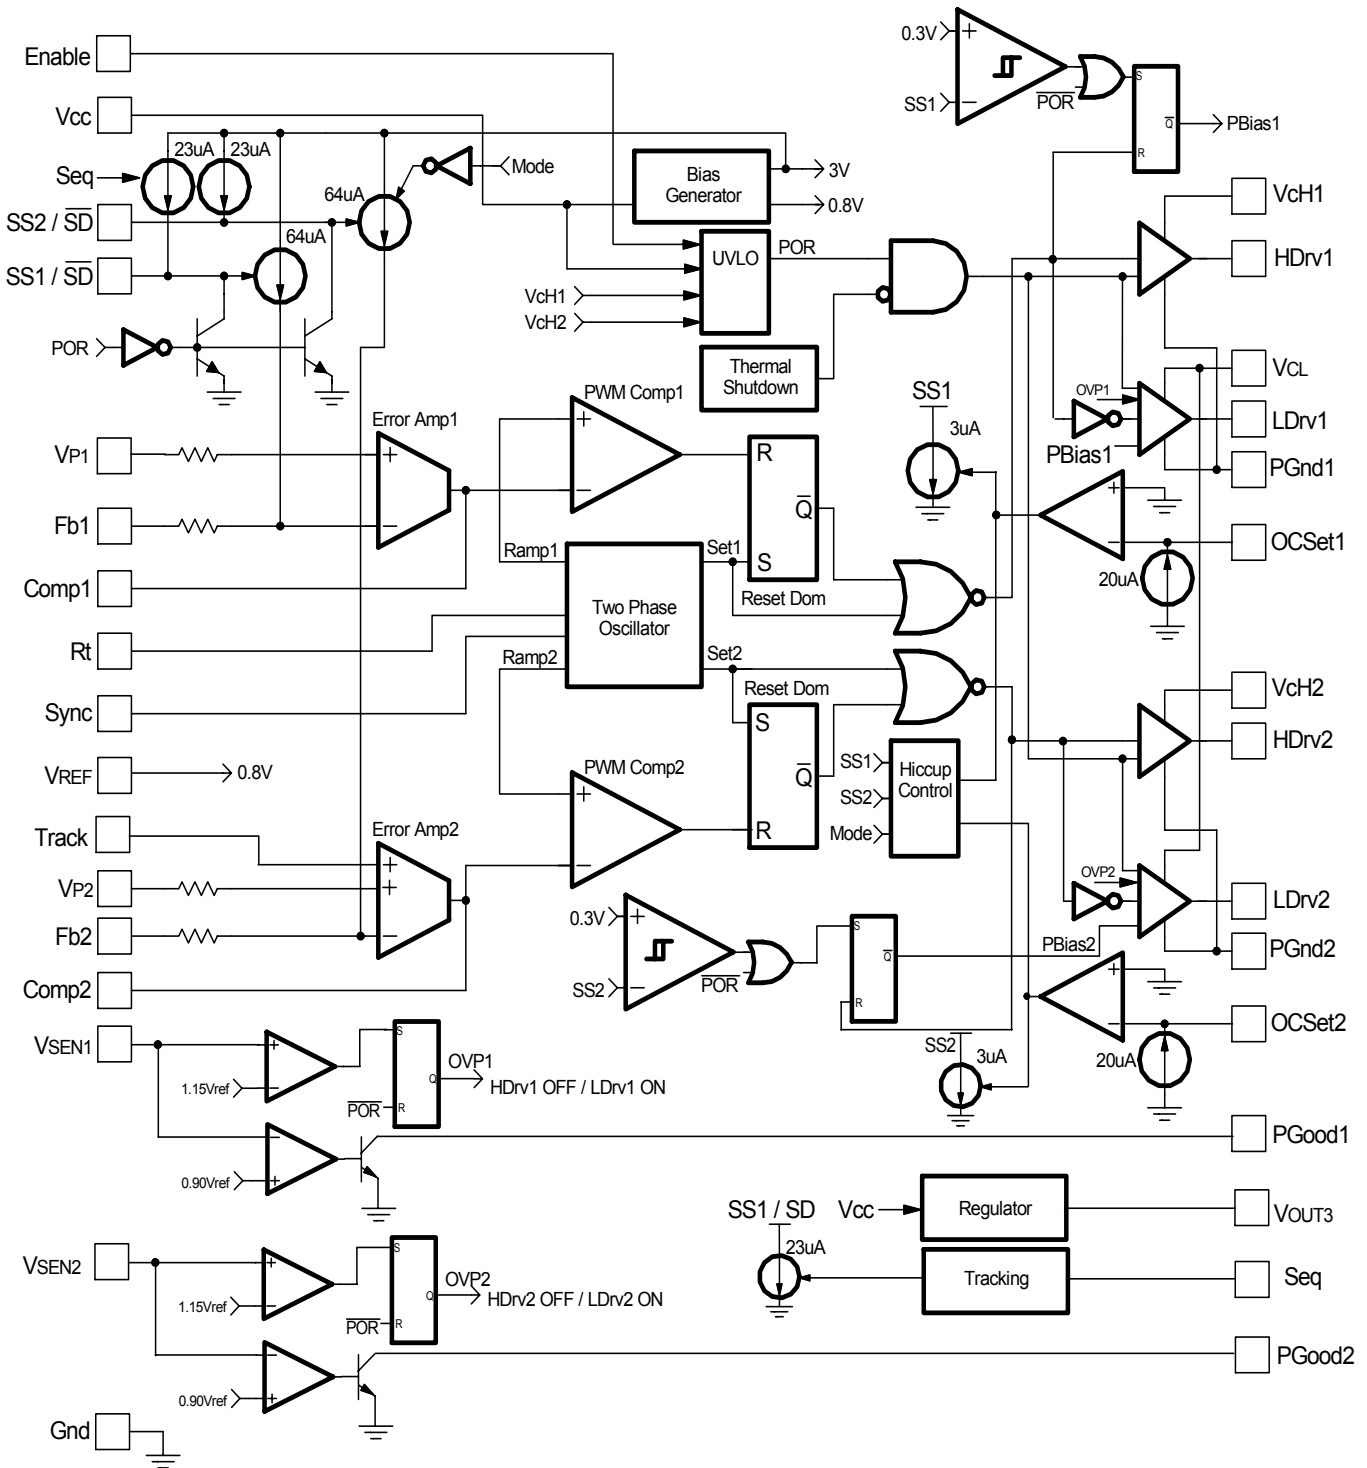 Enable
Vcc
Seq
23uA
23uA
Mode
64uA
SS2 / SD
64uA
SS1 / SD
POR
Bias
Generator
3V
0.8V
UVLO
POR
VcH1
VcH2
Thermal
Shutdown
0.3V
SS1
POR
S
Q
R
PBias1
VcH1
HDrv1
VCL
OVP1
LDrv1
PBias1
PGnd1
SS1
3uA
+
−
OCSet1
20uA
Error Amp1
PWM Comp1
VP1
Fb1
Comp1
Rt
Sync
VREF
0.8V
Ramp1
Set1
R
Q
S
Reset Dom
Two Phase
Oscillator
Ramp2
Set2
Reset Dom
S
Q
R
PWM Comp2
SS1
SS2
Mode
Hiccup
Control
VcH2
HDrv2
Track
Error Amp2
VP2
Fb2
Comp2
0.3V
SS2
POR
S
Q
R
PBias2
OVP2
LDrv2
PGnd2
OCSet2
20uA
SS2
3uA
VSEN1
1.15Vref
POR
S
Q
R
OVP1
HDrv1 OFF / LDrv1 ON
0.90Vref
PGood1
SS1 / SD
23uA
Vcc
Regulator
VOUT3
Tracking
Seq
VSEN2
1.15Vref
POR
S
Q
R
OVP2
HDrv2 OFF / LDrv2 ON
0.90Vref
PGood2
Gnd